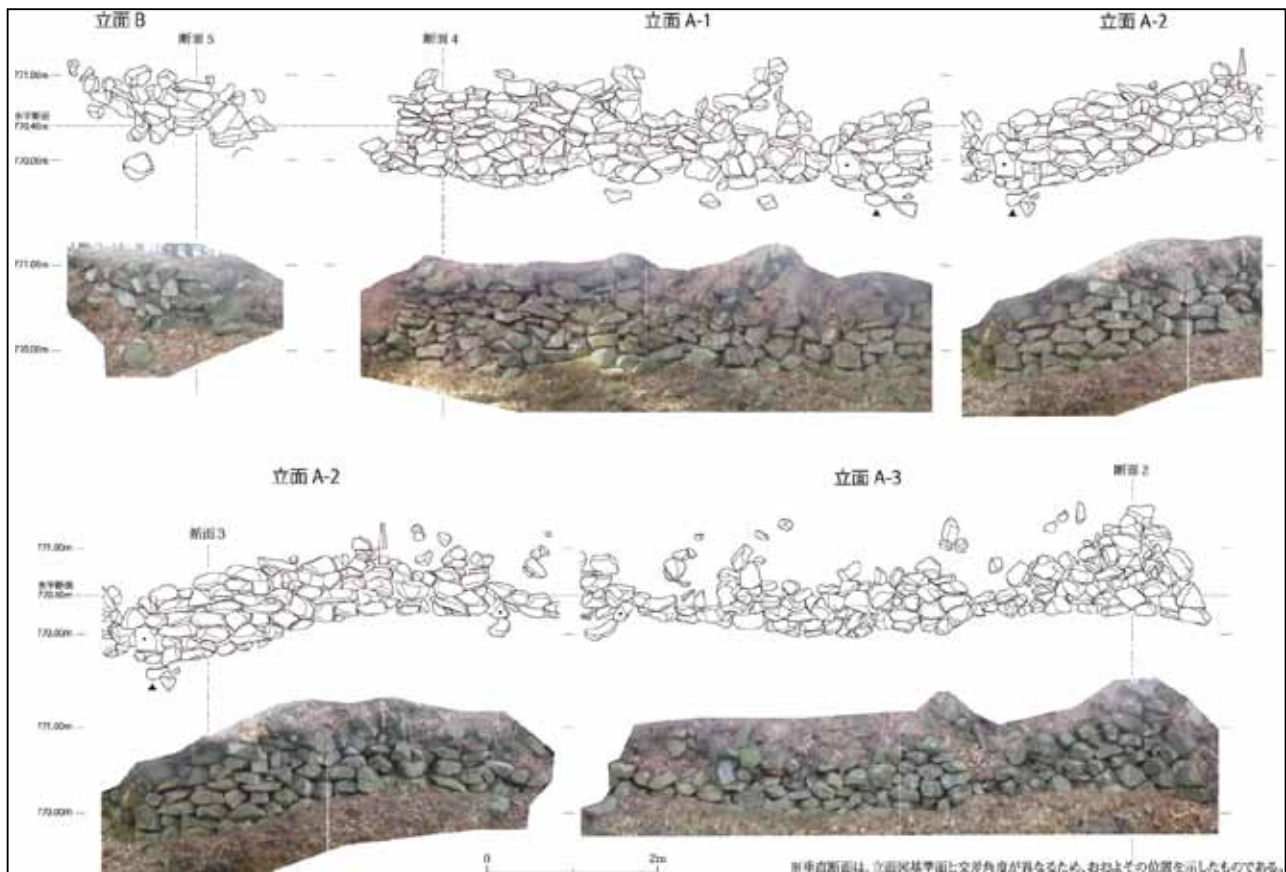 立面 B
立面 A-1
立面 A-2
断面 5
断面 4
771.00m
水平断面
770.40m
770.00m
771.00m
770.00m
立面 A-2
立面 A-3
断面 2
断面 3
771.00m
水平断面
770.40m
770.00m
771.00m
770.00m
0
2m
※垂直断面は、立面図基準面と交差角度が異なるため、おおよその位置を示したものである。